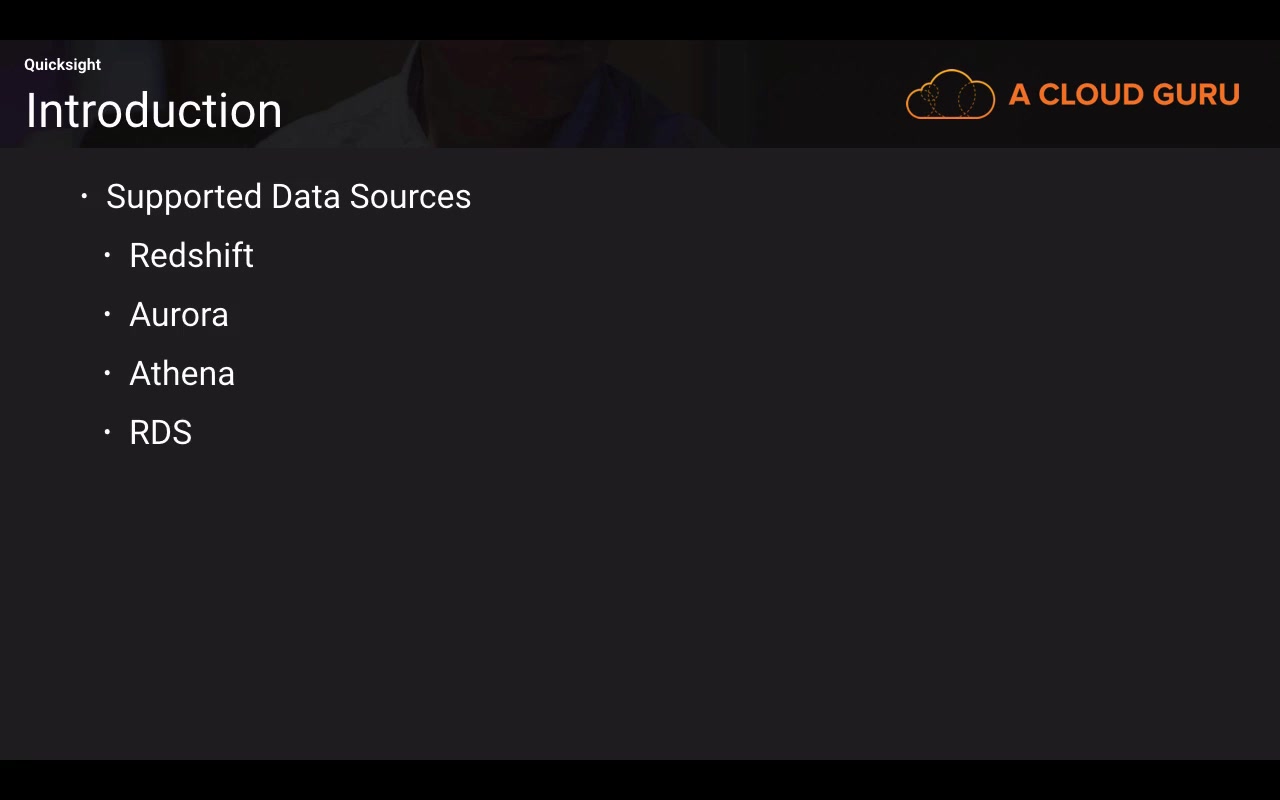 Quicksight
Introduction
A CLOUD GURU
• Supported Data Sources
• Redshift
• Aurora
• Athena
• RDS